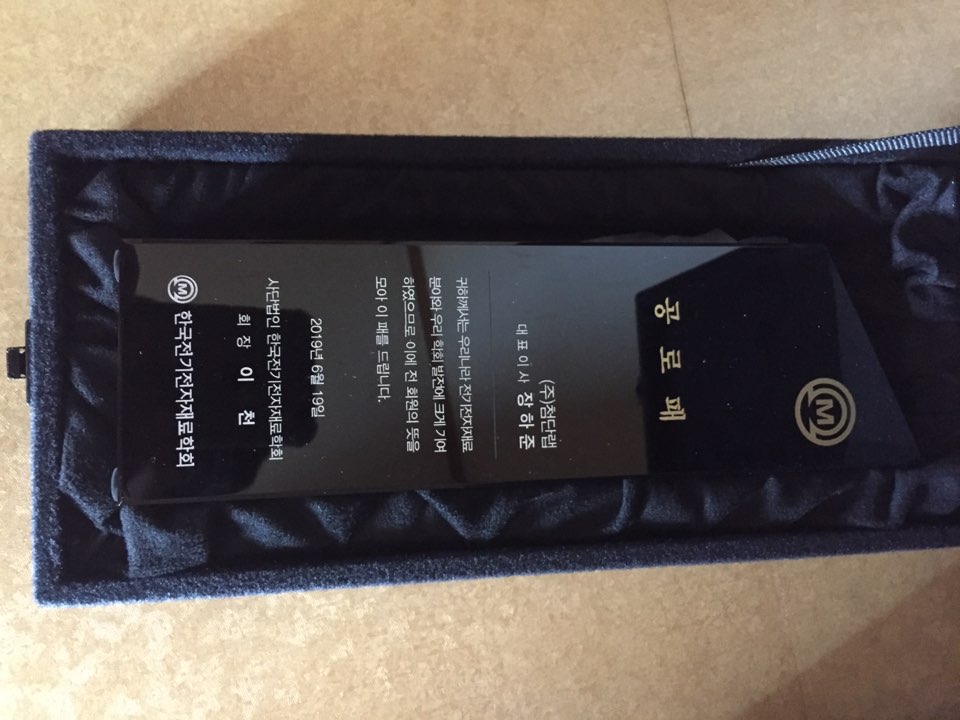 M
공로패
(주)첨단랩
대표이사 장하준
귀하께서는 우리나라 전기전자재료
분야와 우리 학회 발전에 크게 기여
하였으므로 이에 전 회원의 뜻을
모아 이 패를 드립니다.
2019년 6월 19일
사단법인 한국전기전자재료학회
회장 이천
M 한국전기전자재료학회